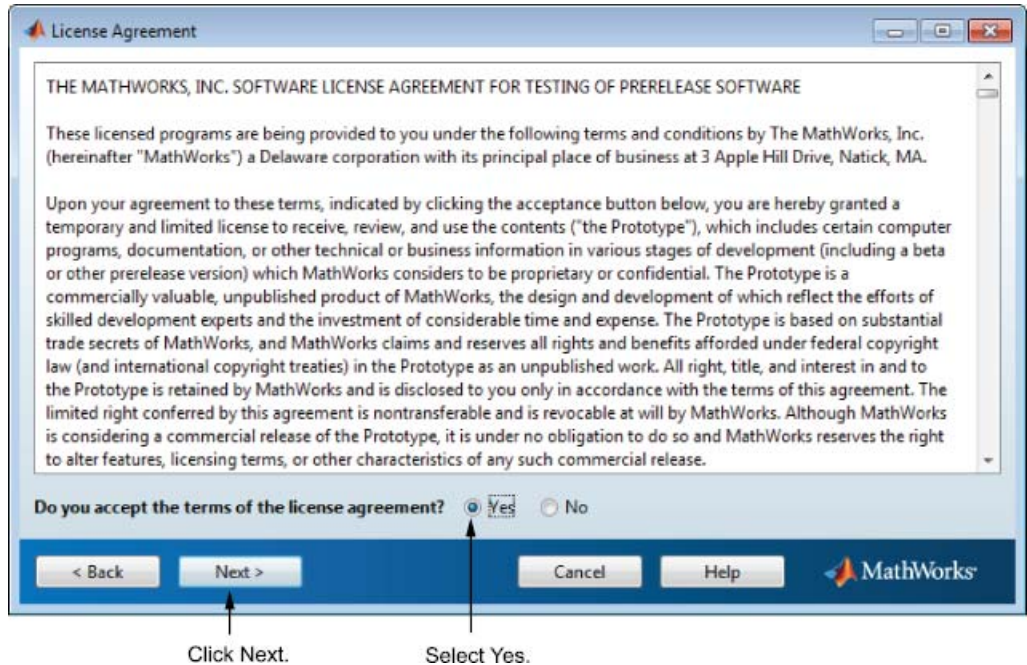 License Agreement
THE MATHWORKS, INC. SOFTWARE LICENSE AGREEMENT FOR TESTING OF PRERELEASE SOFTWARE
These licensed programs are being provided to you under the following terms and conditions by The MathWorks, Inc.
(hereinafter "MathWorks") a Delaware corporation with its principal place of business at 3 Apple Hill Drive, Natick, MA.
Upon your agreement to these terms, indicated by clicking the acceptance button below, you are hereby granted a
temporary and limited license to receive, review, and use the contents ("the Prototype"), which includes certain computer
programs, documentation, or other technical or business information in various stages of development (including a beta
or other prerelease version) which MathWorks considers to be proprietary or confidential. The Prototype is a
commercially valuable, unpublished product of MathWorks, the design and development of which reflect the efforts of
skilled development experts and the investment of considerable time and expense. The Prototype is based on substantial
trade secrets of MathWorks, and MathWorks claims and reserves all rights and benefits afforded under federal copyright
law (and international copyright treaties) in the Prototype as an unpublished work. All right, title, and interest in and to
the Prototype is retained by MathWorks and is disclosed to you only in accordance with the terms of this agreement. The
limited right conferred by this agreement is nontransferable and is revocable at will by MathWorks. Although MathWorks
is considering a commercial release of the Prototype, it is under no obligation to do so and MathWorks reserves the right
to alter features, licensing terms, or other characteristics of any such commercial release.
Do you accept the terms of the license agreement? Yes No
< Back Next > Cancel Help MathWorks
Click Next. Select Yes.